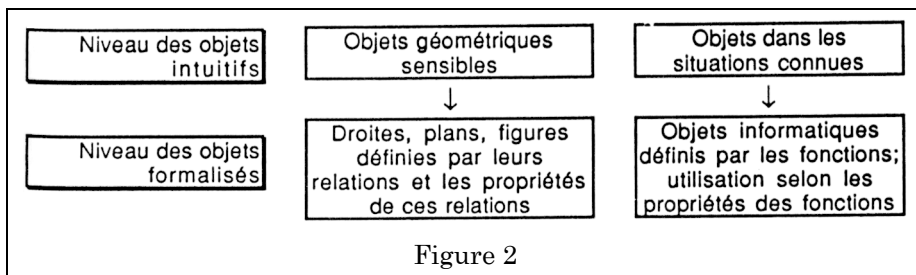 Niveau des objets
intuitifs
Objets géométriques
sensibles
Objets dans les
situations connues
Niveau des objets
formalisés
Droites, plans, figures
définies par leurs
relations et les propriétés
de ces relations
Objets informatiques
définis par les fonctions;
utilisation selon les
propriétés des fonctions
Figure 2